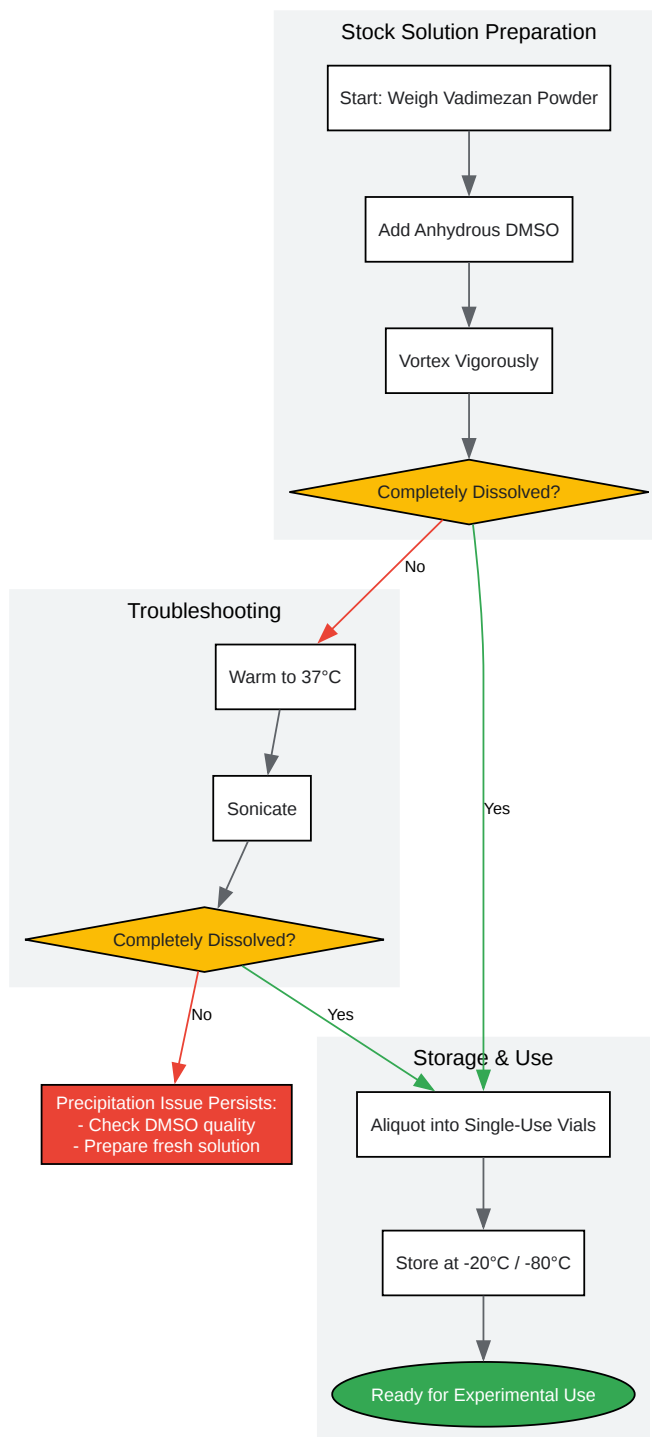 Stock Solution Preparation
Start: Weigh Vadimezan Powder
Add Anhydrous DMSO
Vortex Vigorously
Completely Dissolved?
No
Troubleshooting
Warm to 37°C
Sonicate
Yes
Completely Dissolved?
No
Yes
Storage & Use
Precipitation Issue Persists:
- Check DMSO quality
- Prepare fresh solution
Aliquot into Single-Use Vials
Store at -20°C / -80°C
Ready for Experimental Use